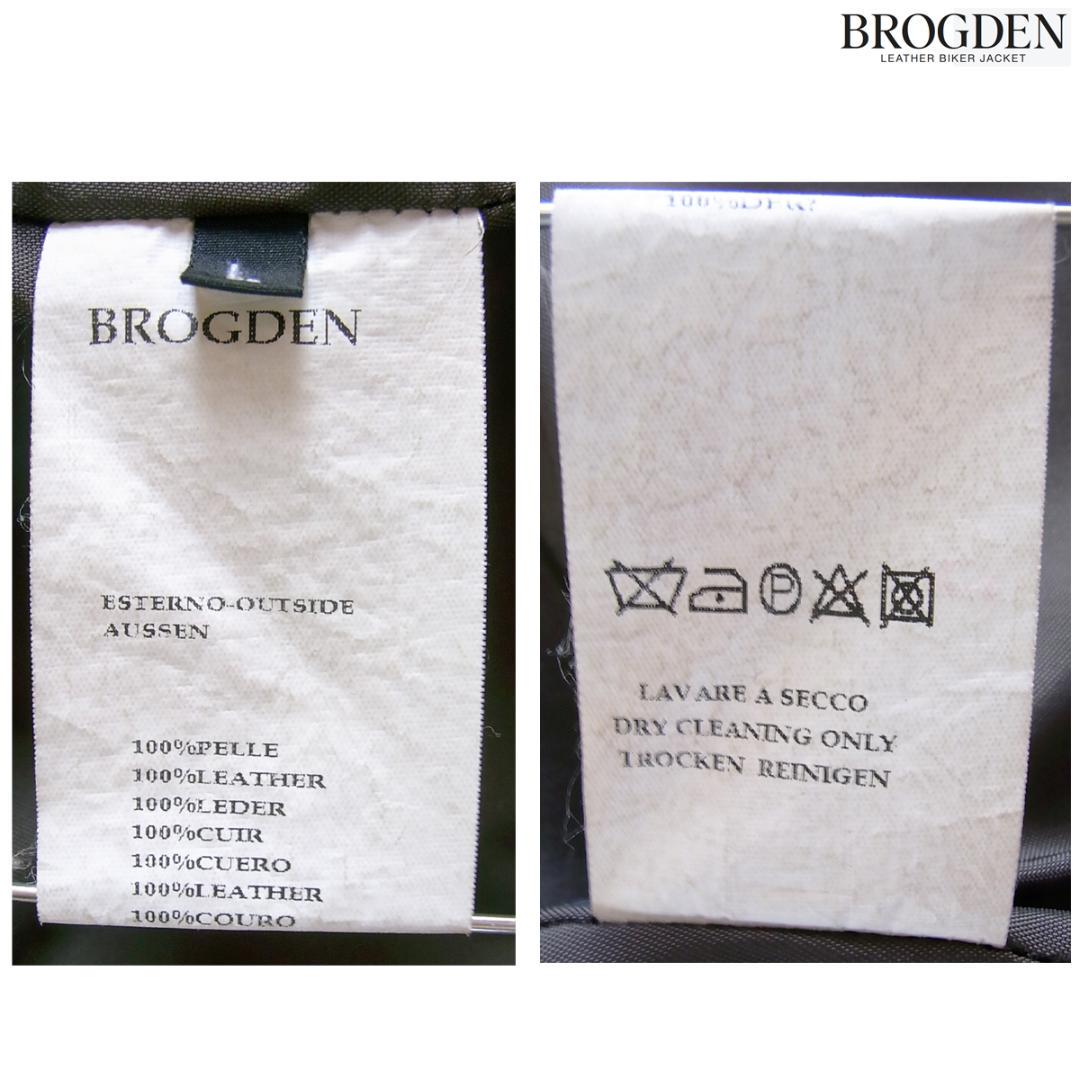 BROGDEN
LEATHER BIKER JACKET
L
BROGDEN
ESTERNO-OUTSIDE
AUSSEN
100%PELLE
100%LEATHER
100%LEDER
100%CUIR
100%CUERO
100%LEATHER
100%COURO
P
LAVARE A SECCO
DRY CLEANING ONLY
TROCKEN REINIGEN